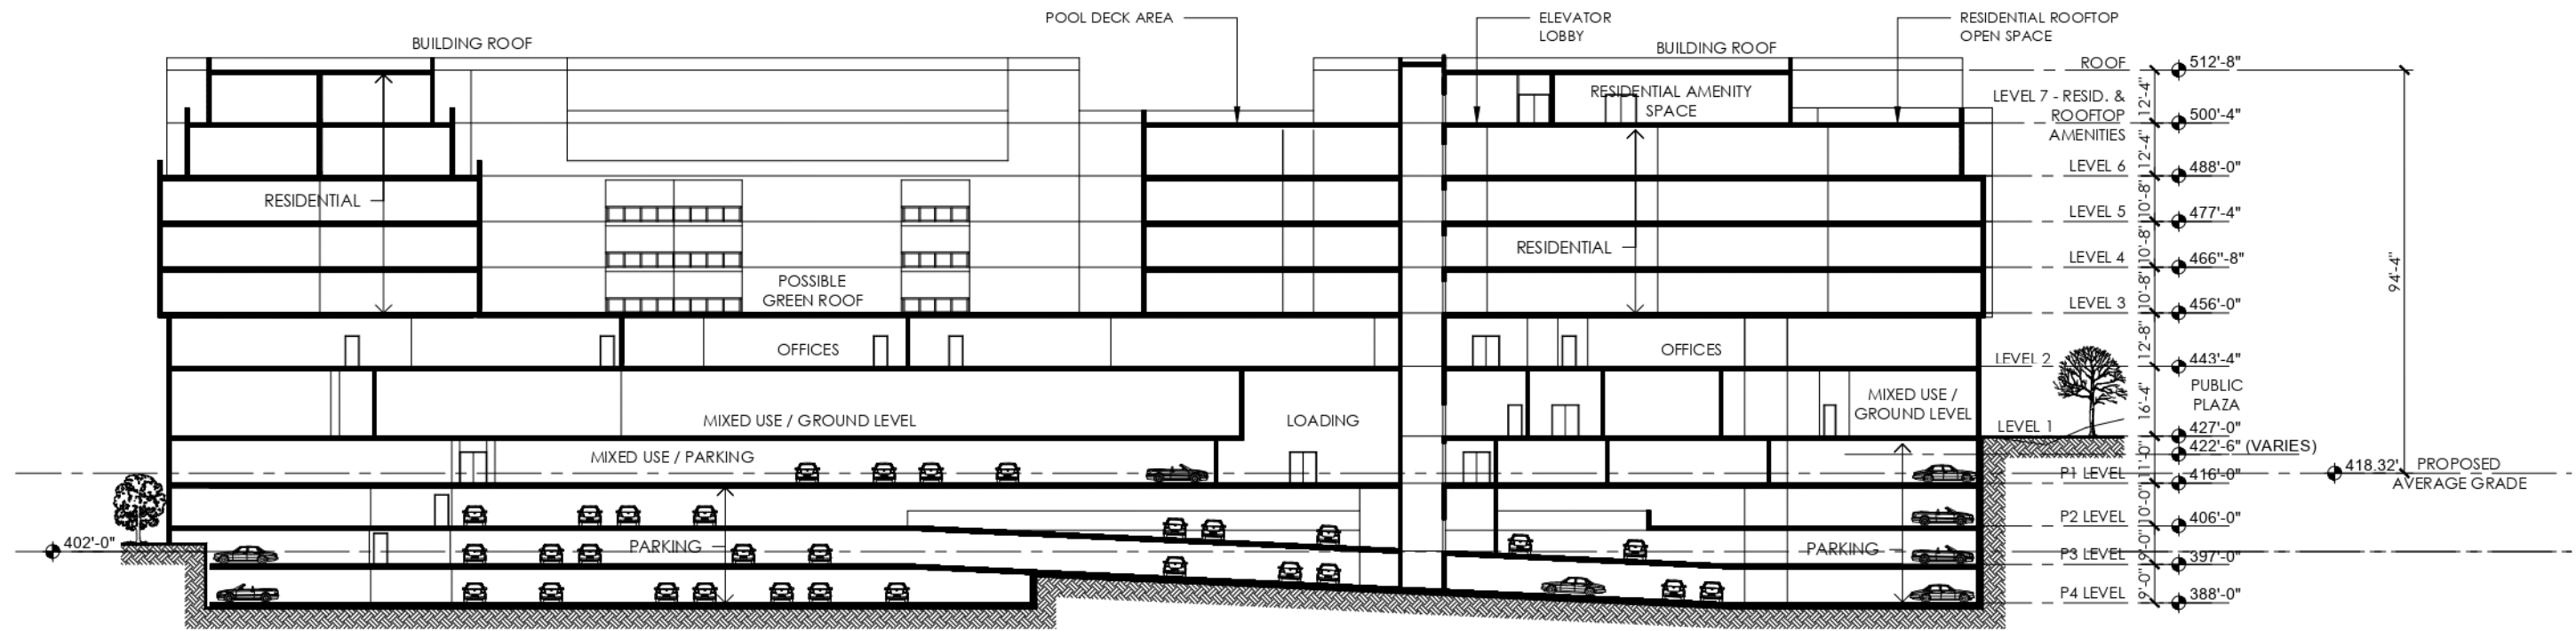 POOL DECK AREA
ELEVATOR
LOBBY
RESIDENTIAL ROOFTOP
OPEN SPACE
BUILDING ROOF
BUILDING ROOF
ROOF
512'-8"
RESIDENTIAL AMENITY
SPACE
LEVEL 7 - RESID. &
ROOFTOP
AMENITIES
12'-4"
500'-4"
12'-4"
LEVEL 6
488'-0"
RESIDENTIAL
10'-8"
LEVEL 5
477'-4"
RESIDENTIAL
10'-8"
LEVEL 4
466"-8"
94'-4"
POSSIBLE
GREEN ROOF
10'-8"
LEVEL 3
456'-0"
OFFICES
OFFICES
12'-8"
LEVEL 2
443'-4"
PUBLIC
PLAZA
MIXED USE / GROUND LEVEL
LOADING
MIXED USE /
GROUND LEVEL
16'-4"
LEVEL 1
427'-0"
422'-6" (VARIES)
MIXED USE / PARKING
11'-0"
P1 LEVEL
416'-0"
418.32'
PROPOSED
AVERAGE GRADE
10'-0"
P2 LEVEL
406'-0"
402'-0"
PARKING
PARKING
9'-0"
P3 LEVEL
397'-0"
9'-0"
P4 LEVEL
388'-0"